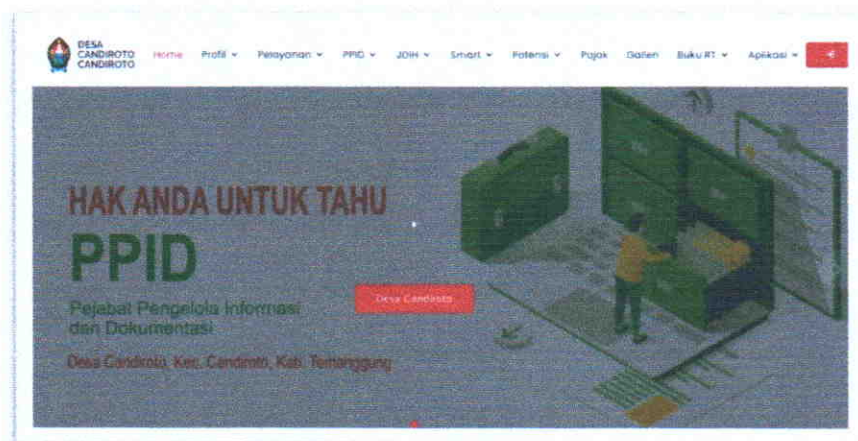 DESA
CANDIROTO
CANDIROTO
Home Profil Pelayanan PPID JDIH Smart Potensi Pajak Galleri Buku RT Aplikasi
HAK ANDA UNTUK TAHU
PPID
Pejabat Pengelola Informasi
dan Dokumentasi
Desa Candiroto
Desa Candiroto, Kec. Candiroto, Kab. Temanggung